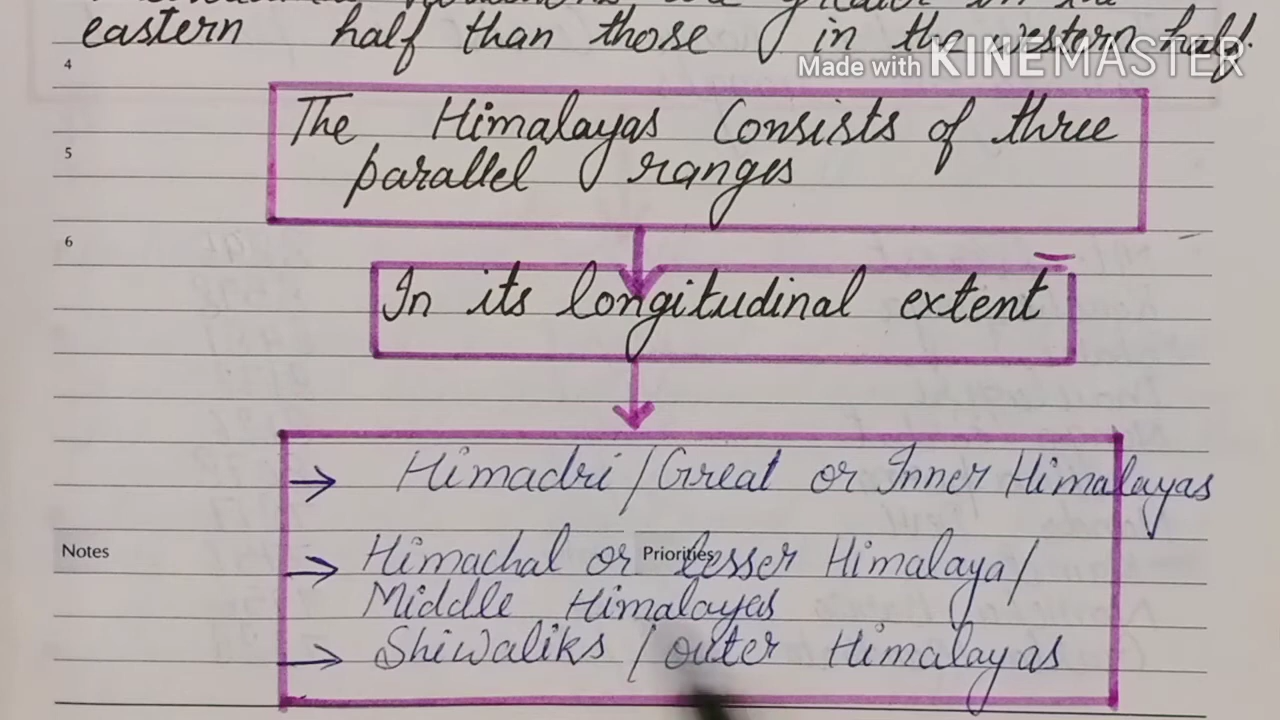 eastern half than those in the western half.
Made with KINEMASTER
4
The Himalayas Consists of three
5
parallel ranges
6
In its longitudinal extent
→ Himadri/Great or Inner Himalayas
Notes
Priorities
→ Himachal or Lesser Himalaya/
Middle Himalayas
→ Shiwaliks / outer Himalayas